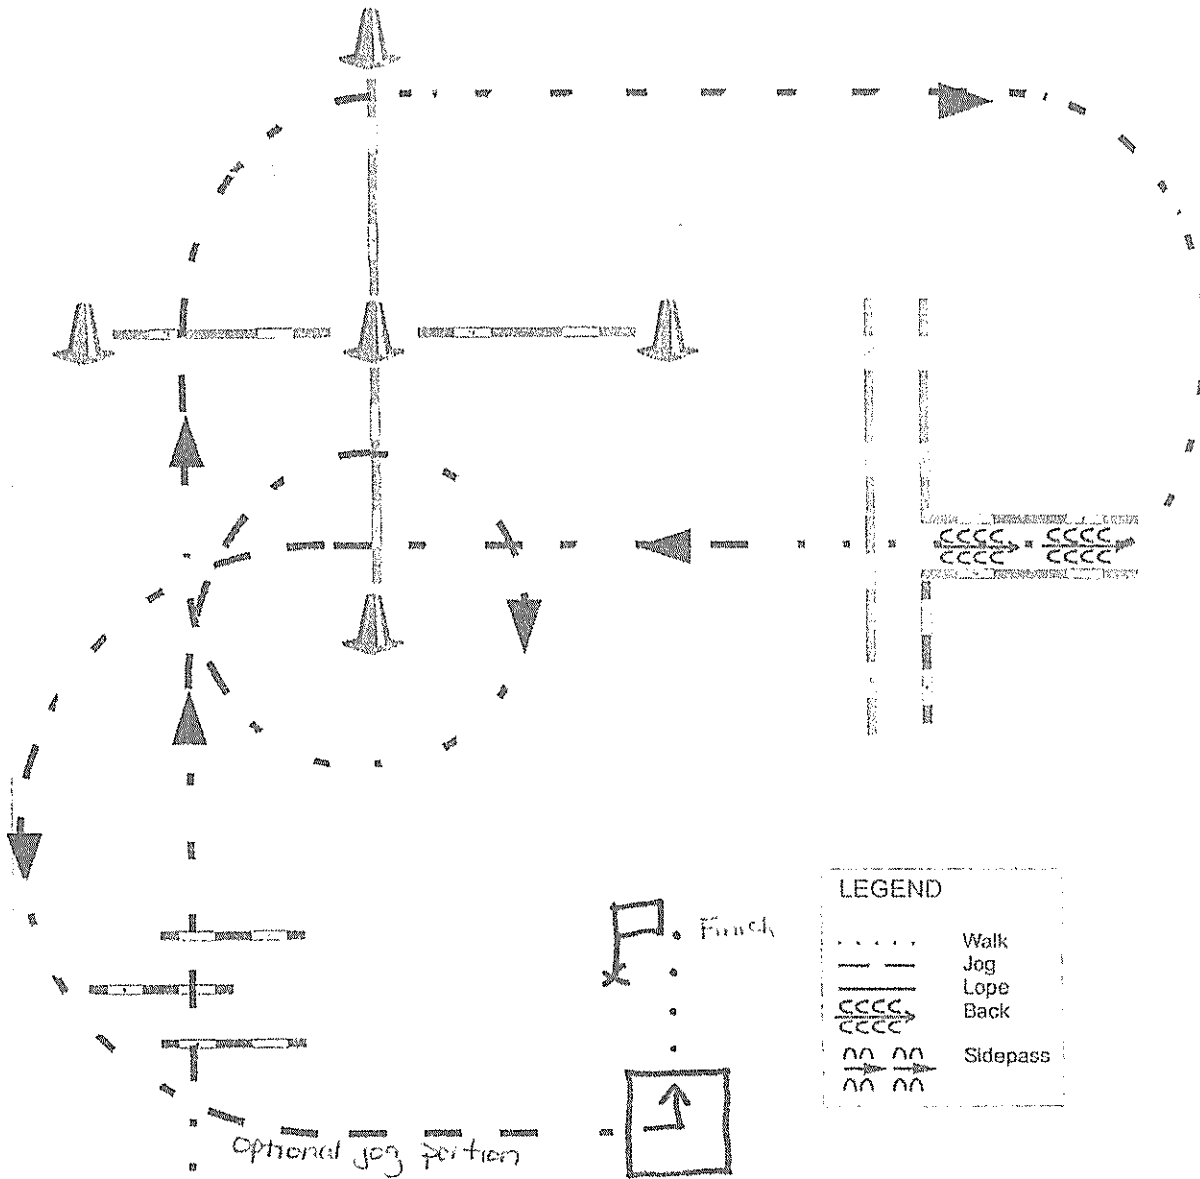 Finish
LEGEND
Walk
Jog
Lope
Back
Sidepass
Optional jog portion